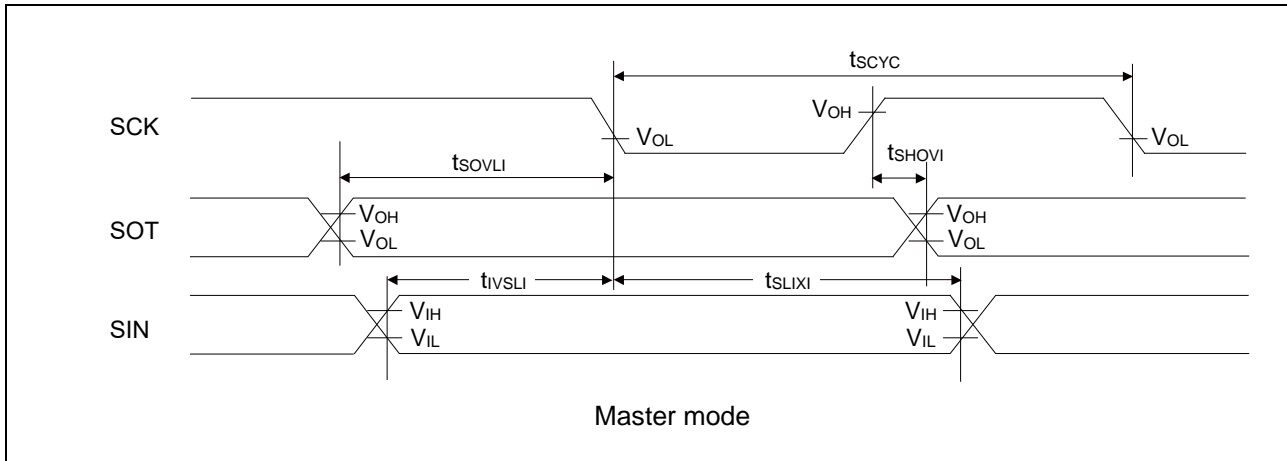 tSCYC
SCK
VOH
VOL
VOL
tSHOVI
tSOVLI
SOT
VOH
VOL
VOH
VOL
tIVSLI
tSLIXI
SIN
VIH
VIL
VIH
VIL
Master mode